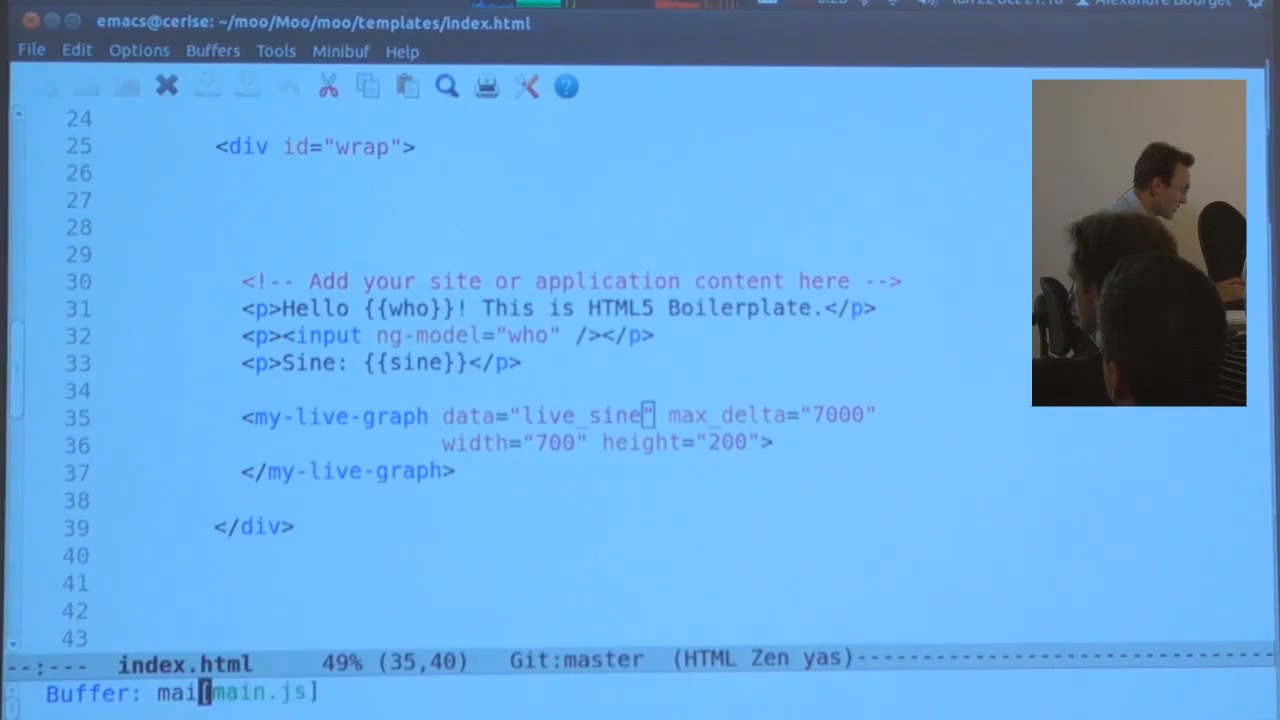 emacs@cerise: ~/moo/Moo/moo/templates/index.html
File Edit Options Buffers Tools Minibuf Help
24
25 <div id="wrap">
26
27
28
29
30 <!-- Add your site or application content here -->
31 <p>Hello {{who}}! This is HTML5 Boilerplate.</p>
32 <p><input ng-model="who" /></p>
33 <p>Sine: {{sine}}</p>
34
35 <my-live-graph data="live_sine" max_delta="7000"
36 width="700" height="200">
37 </my-live-graph>
38
39 </div>
40
41
42
43
--:--- index.html 49% (35,40) Git:master (HTML Zen yas)
Buffer: mai[main.js]